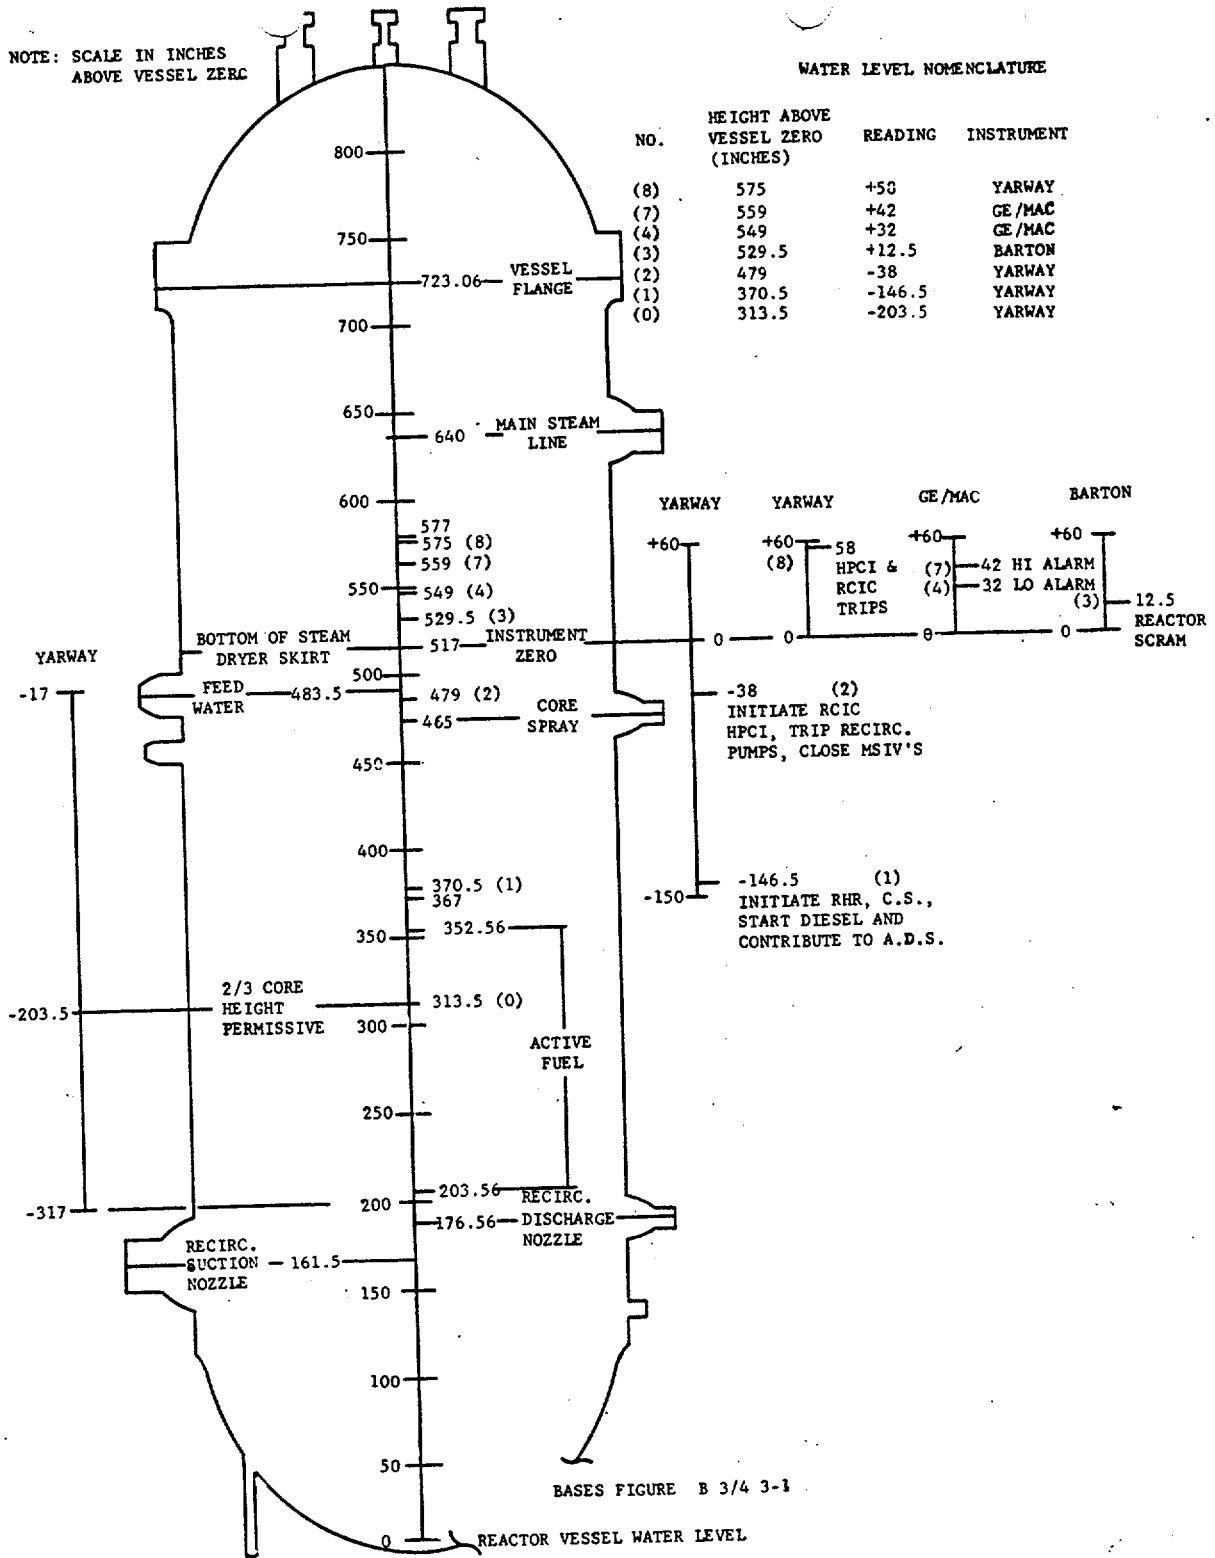 NOTE: SCALE IN INCHES
ABOVE VESSEL ZERO
WATER LEVEL NOMENCLATURE
NO. HEIGHT ABOVE VESSEL ZERO (INCHES) READING INSTRUMENT
(8) 575 +58 YARWAY
(7) 559 +42 GE/MAC
(4) 549 +32 GE/MAC
(3) 529.5 +12.5 BARTON
(2) 479 -38 YARWAY
(1) 370.5 -146.5 YARWAY
(0) 313.5 -203.5 YARWAY
800
750
723.06
VESSEL
FLANGE
700
650
640
MAIN STEAM
LINE
600
577
575 (8)
559 (7)
550
549 (4)
529.5 (3)
BOTTOM OF STEAM
DRYER SKIRT
517
INSTRUMENT
ZERO
500
FEED
WATER
483.5
479 (2)
465
CORE
SPRAY
450
400
370.5 (1)
367
352.56
350
2/3 CORE
HEIGHT
PERMISSIVE
313.5 (0)
300
ACTIVE
FUEL
250
203.56
200
RECIRC.
DISCHARGE
NOZZLE
176.56
RECIRC.
SUCTION
NOZZLE
161.5
150
100
50
0
YARWAY
-17
-203.5
-317
YARWAY
+60
0
-38 (2)
INITIATE RCIC
HPCI, TRIP RECIRC.
PUMPS, CLOSE MSIV'S
-146.5 (1)
-150
INITIATE RHR, C.S.,
START DIESEL AND
CONTRIBUTE TO A.D.S.
YARWAY
+60
(8) 58
HPCI &
RCIC
TRIPS
0
GE/MAC
+60
(7) 42 HI ALARM
(4) 32 LO ALARM
0
BARTON
+60
(3) 12.5
REACTOR
SCRAM
0
BASES FIGURE B 3/4 3-1
REACTOR VESSEL WATER LEVEL